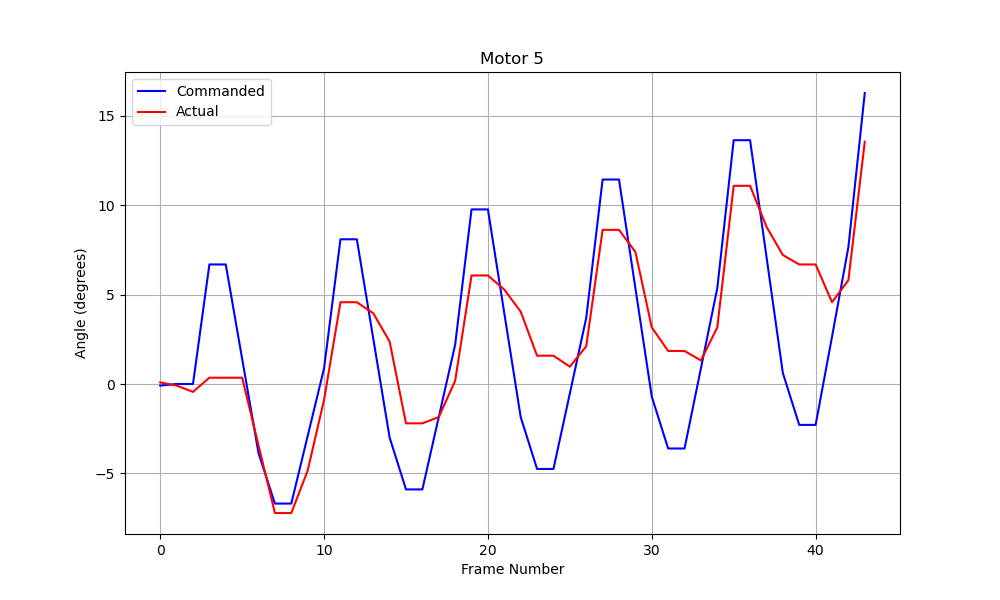 Motor 5
Commanded
Actual
15
10
5
0
−5
Angle (degrees)
0 10 20 30 40
Frame Number